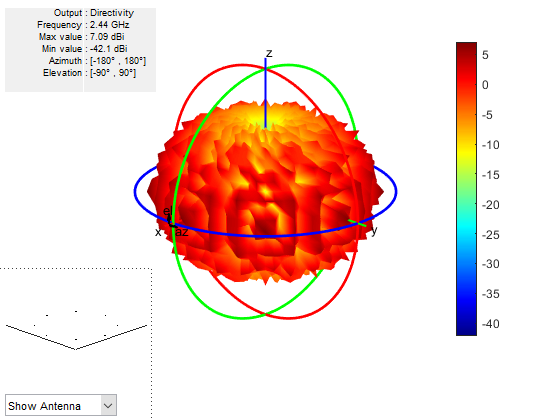 Output : Directivity
Frequency : 2.44 GHz
Max value : 7.09 dBi
Min value : -42.1 dBi
Azimuth : [-180° , 180°]
Elevation : [-90° , 90°]
z
5
0
-5
-10
-15
-20
-25
-30
-35
-40
x
az
y
Show Antenna